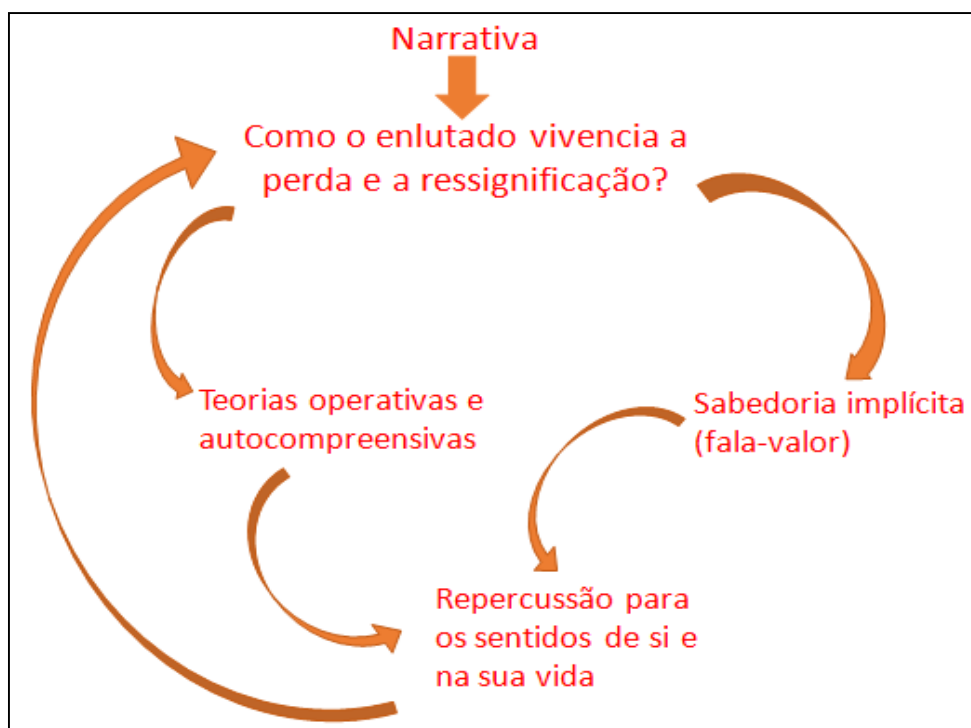 Narrativa
Como o enlutado vivencia a
perda e a ressignificação?
Teorias operativas e
autocompreensivas
Sabedoria implícita
(fala-valor)
Repercussão para
os sentidos de si e
na sua vida